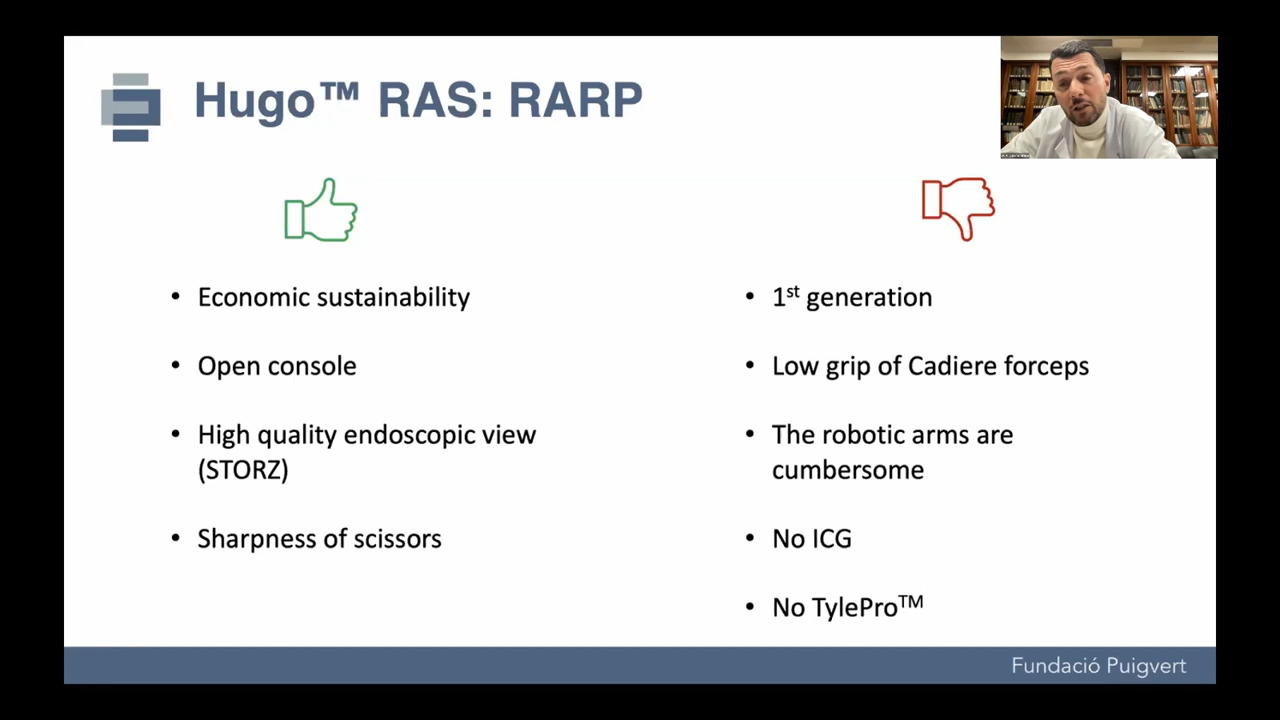 Hugo™ RAS: RARP
• Economic sustainability
• Open console
• High quality endoscopic view
(STORZ)
• Sharpness of scissors
• 1st generation
• Low grip of Cadiere forceps
• The robotic arms are
cumbersome
• No ICG
• No TyleProTM
Fundació Puigvert